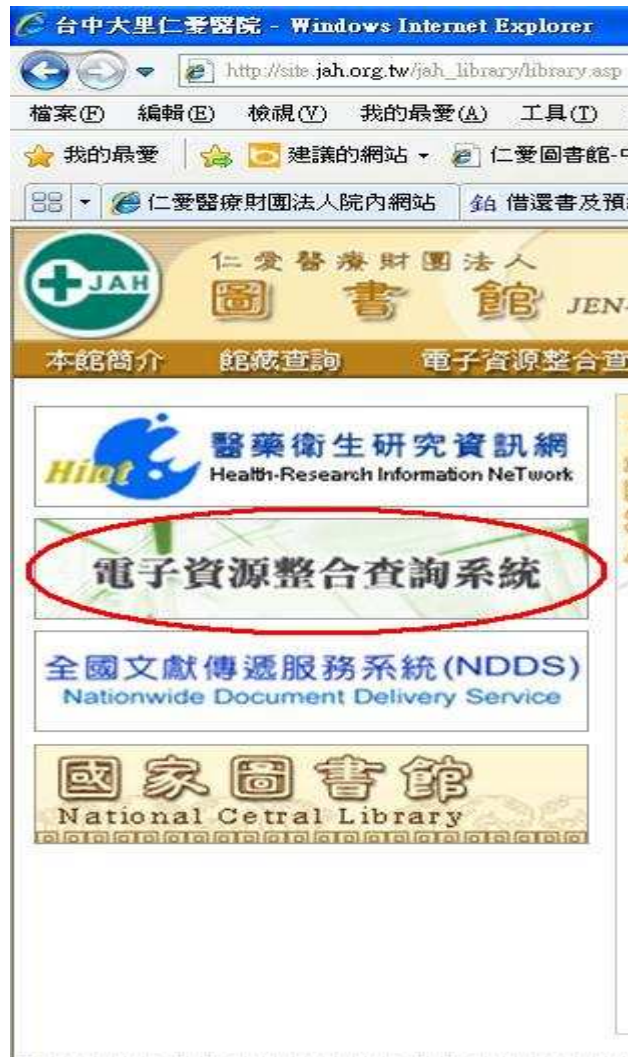 台中大里仁愛醫院 - Windows Internet Explorer
http://site.jah.org.tw/jah_library/library.asp
檔案(F) 編輯(E) 檢視(V) 我的最愛(A) 工具(T)
我的最愛 建議的網站 仁愛圖書館-
仁愛醫療財團法人院內網站 借還書及預
JAH
仁愛醫療財團法人
圖書館 JEN-
本館簡介 館藏查詢 電子資源整合查
Hint
醫藥衛生研究資訊網
Health-Research Information NeTwork
電子資源整合查詢系統
全國文獻傳遞服務系統(NDDS)
Nationwide Document Delivery Service
國家圖書館
National Cetral Library